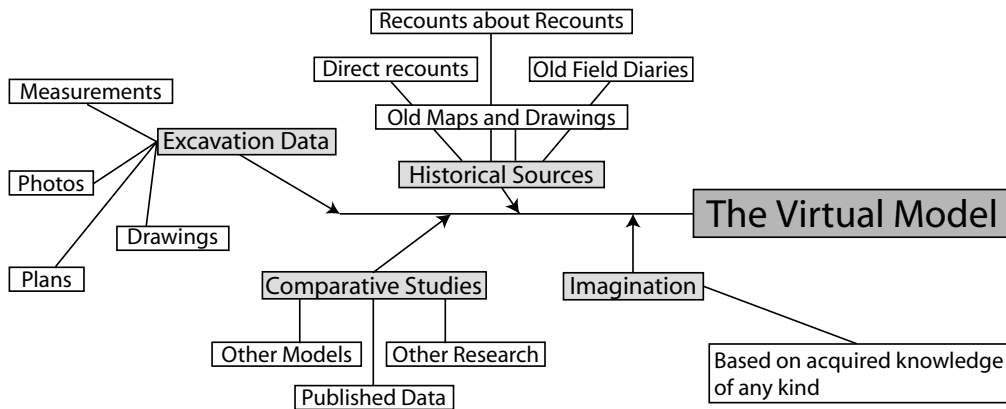 Recounts about Recounts
Direct recounts
Old Field Diaries
Measurements
Old Maps and Drawings
Excavation Data
Historical Sources
Photos
The Virtual Model
Drawings
Plans
Comparative Studies
Imagination
Other Models
Other Research
Based on acquired knowledge
of any kind
Published Data